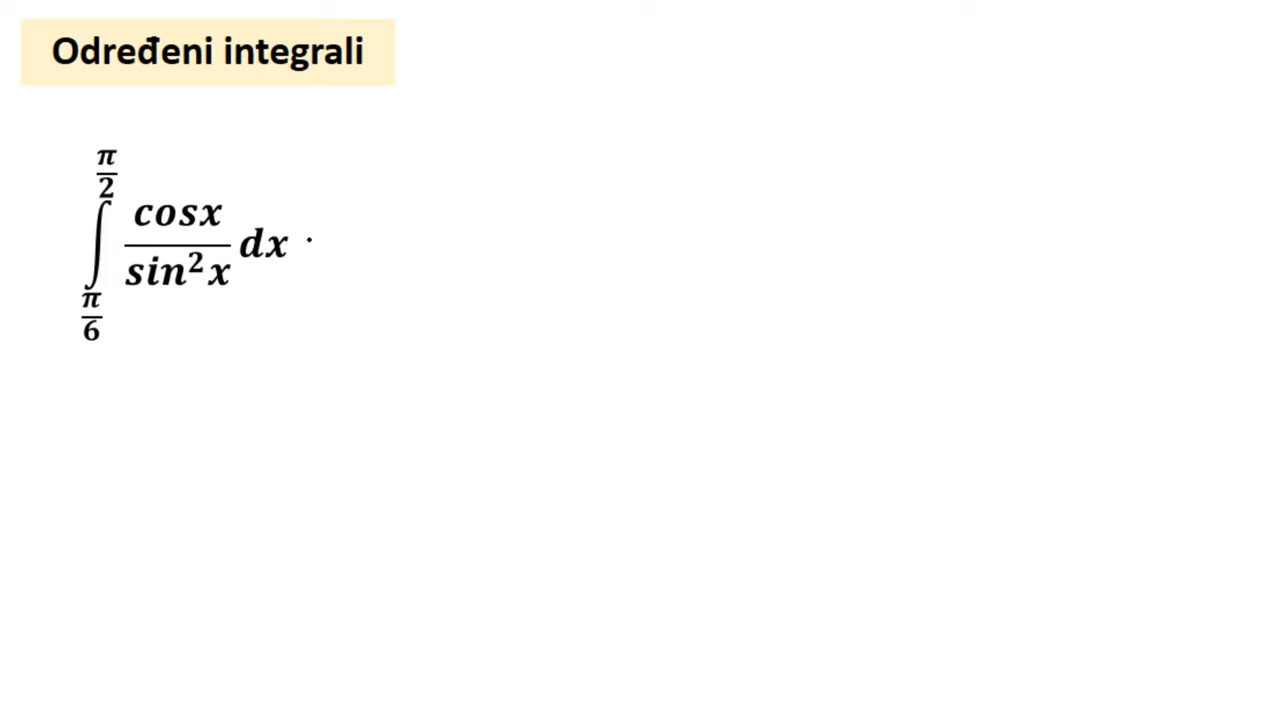 Određeni integrali
π/2
∫ cosx/sin²x dx
π/6